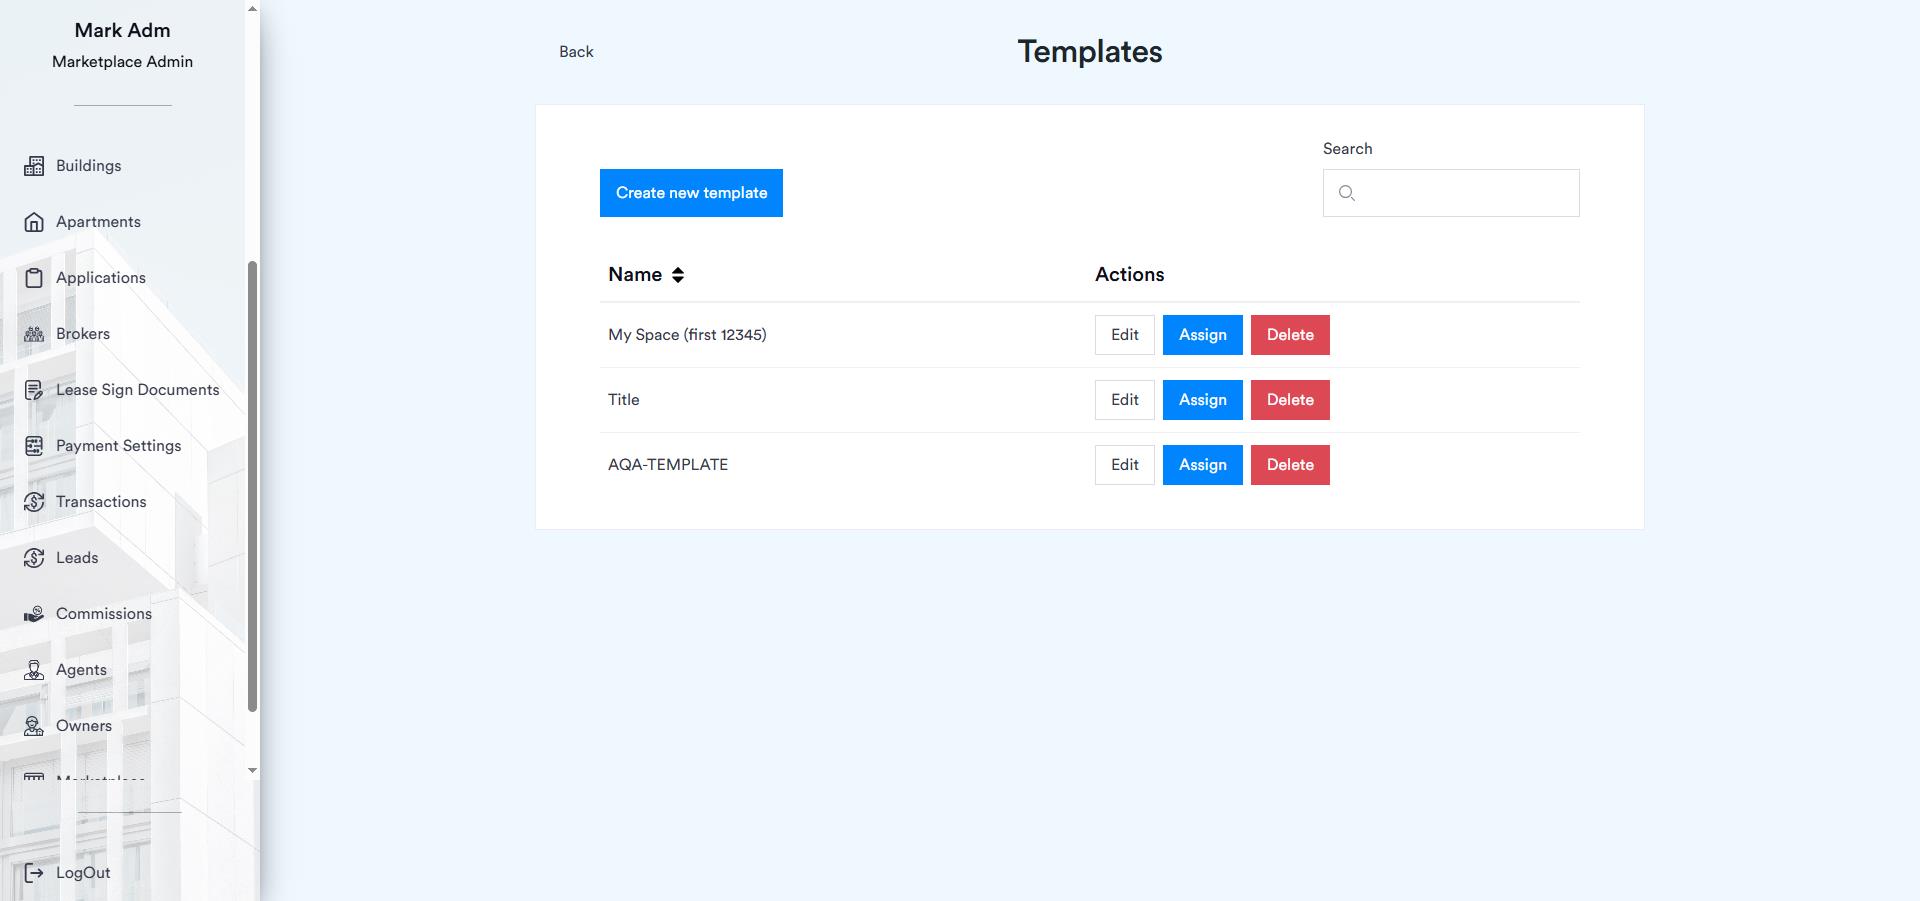 Mark Adm
Marketplace Admin
Buildings
Apartments
Applications
Brokers
Lease Sign Documents
Payment Settings
Transactions
Leads
Commissions
Agents
Owners
Marketplace
LogOut
Back
Templates
Search
Create new template
Name Actions
My Space (first 12345) Edit Assign Delete
Title Edit Assign Delete
AQA-TEMPLATE Edit Assign Delete